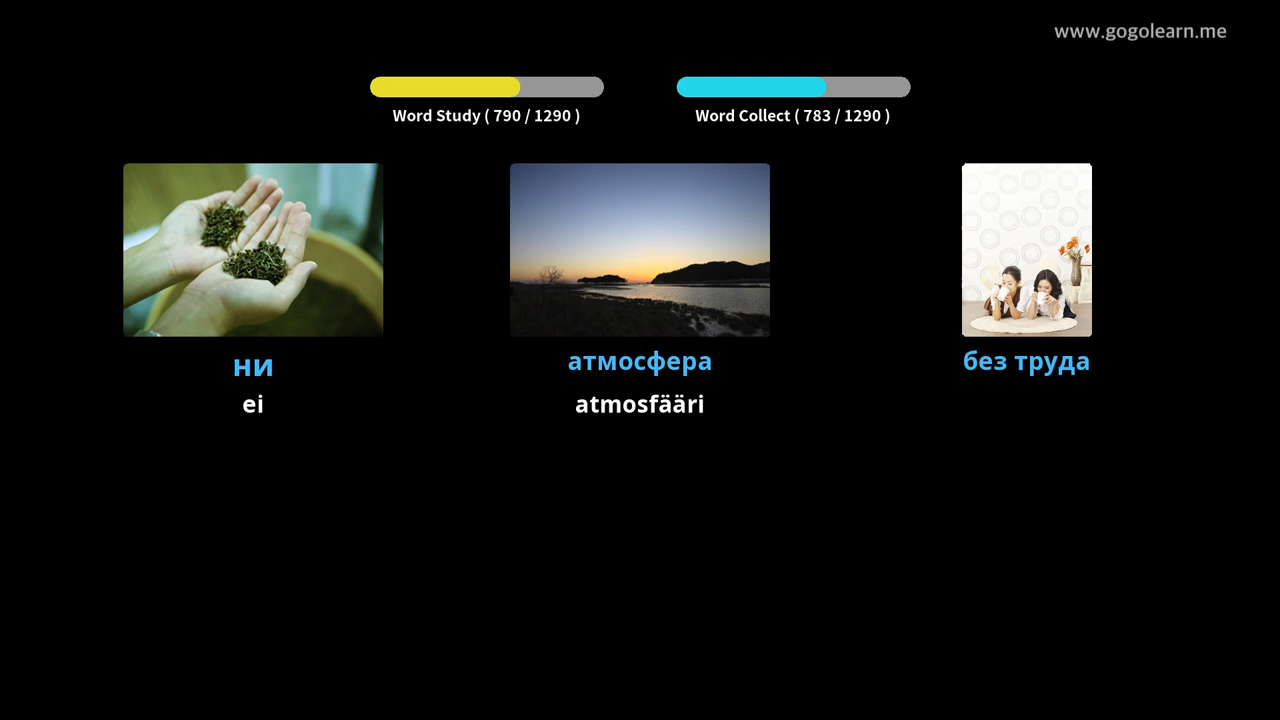 www.gogolearn.me
Word Study ( 790 / 1290 )
Word Collect ( 783 / 1290 )
ни
ei
атмосфера
atmosfääri
без труда